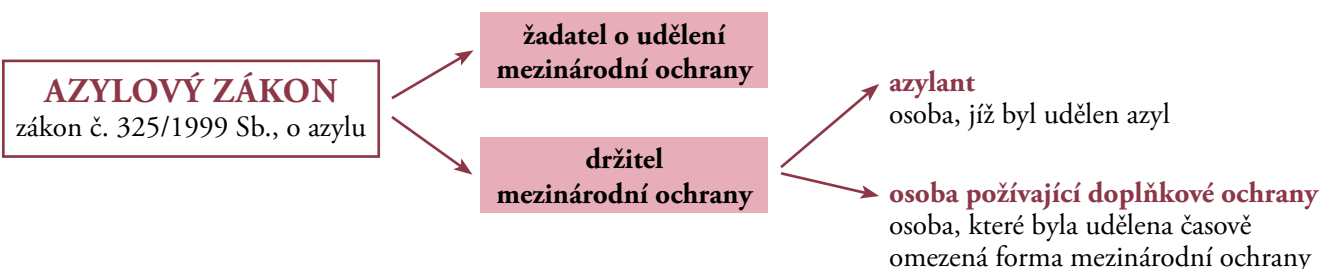 AZYLOVÝ ZÁKON
zákon č. 325/1999 Sb., o azylu
žadatel o udělení
mezinárodní ochrany
držitel
mezinárodní ochrany
azylant
osoba, jíž byl udělen azyl
osoba požívající doplňkové ochrany
osoba, které byla udělena časově
omezená forma mezinárodní ochrany